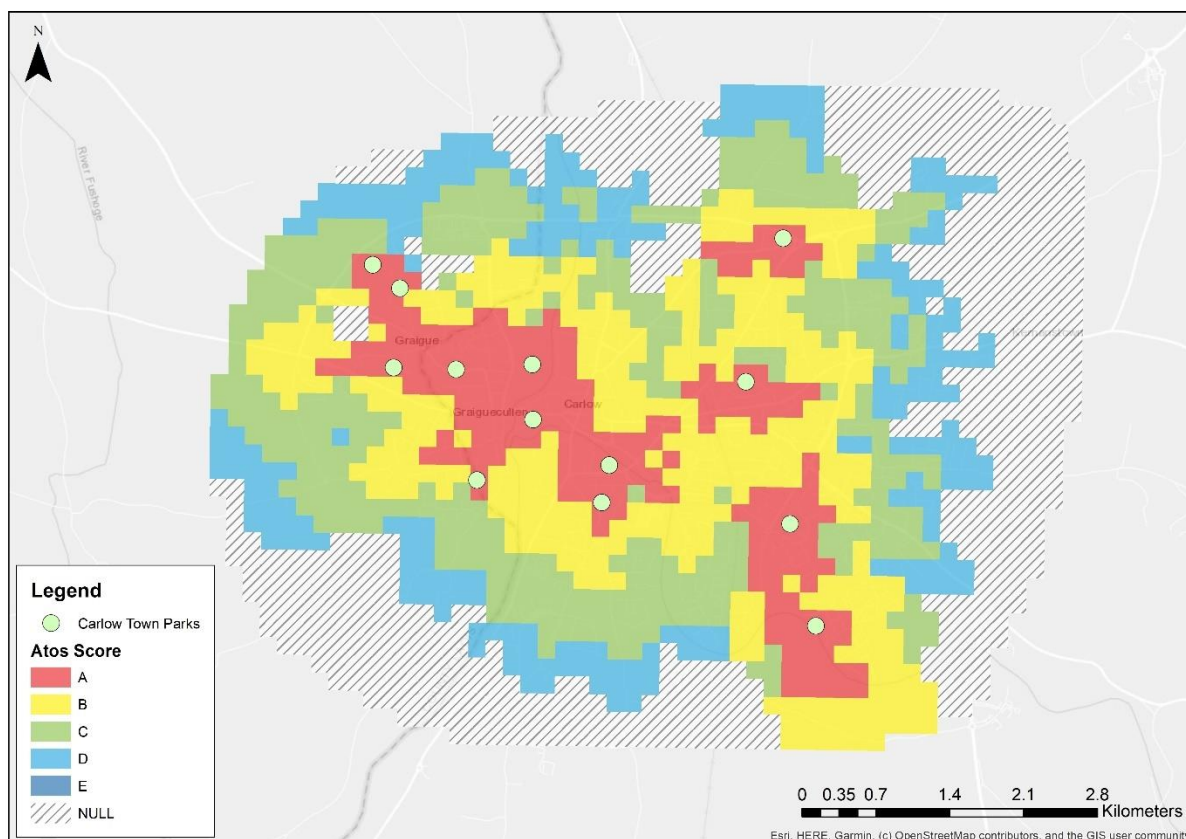 N
River Fushoge
Graigue
Graiguecullen
Carlow
Legend
Carlow Town Parks
Atos Score
A
B
C
D
E
NULL
0 0.35 0.7 1.4 2.1 2.8
Kilometers
Esri, HERE, Garmin, (c) OpenStreetMap contributors, and the GIS user community